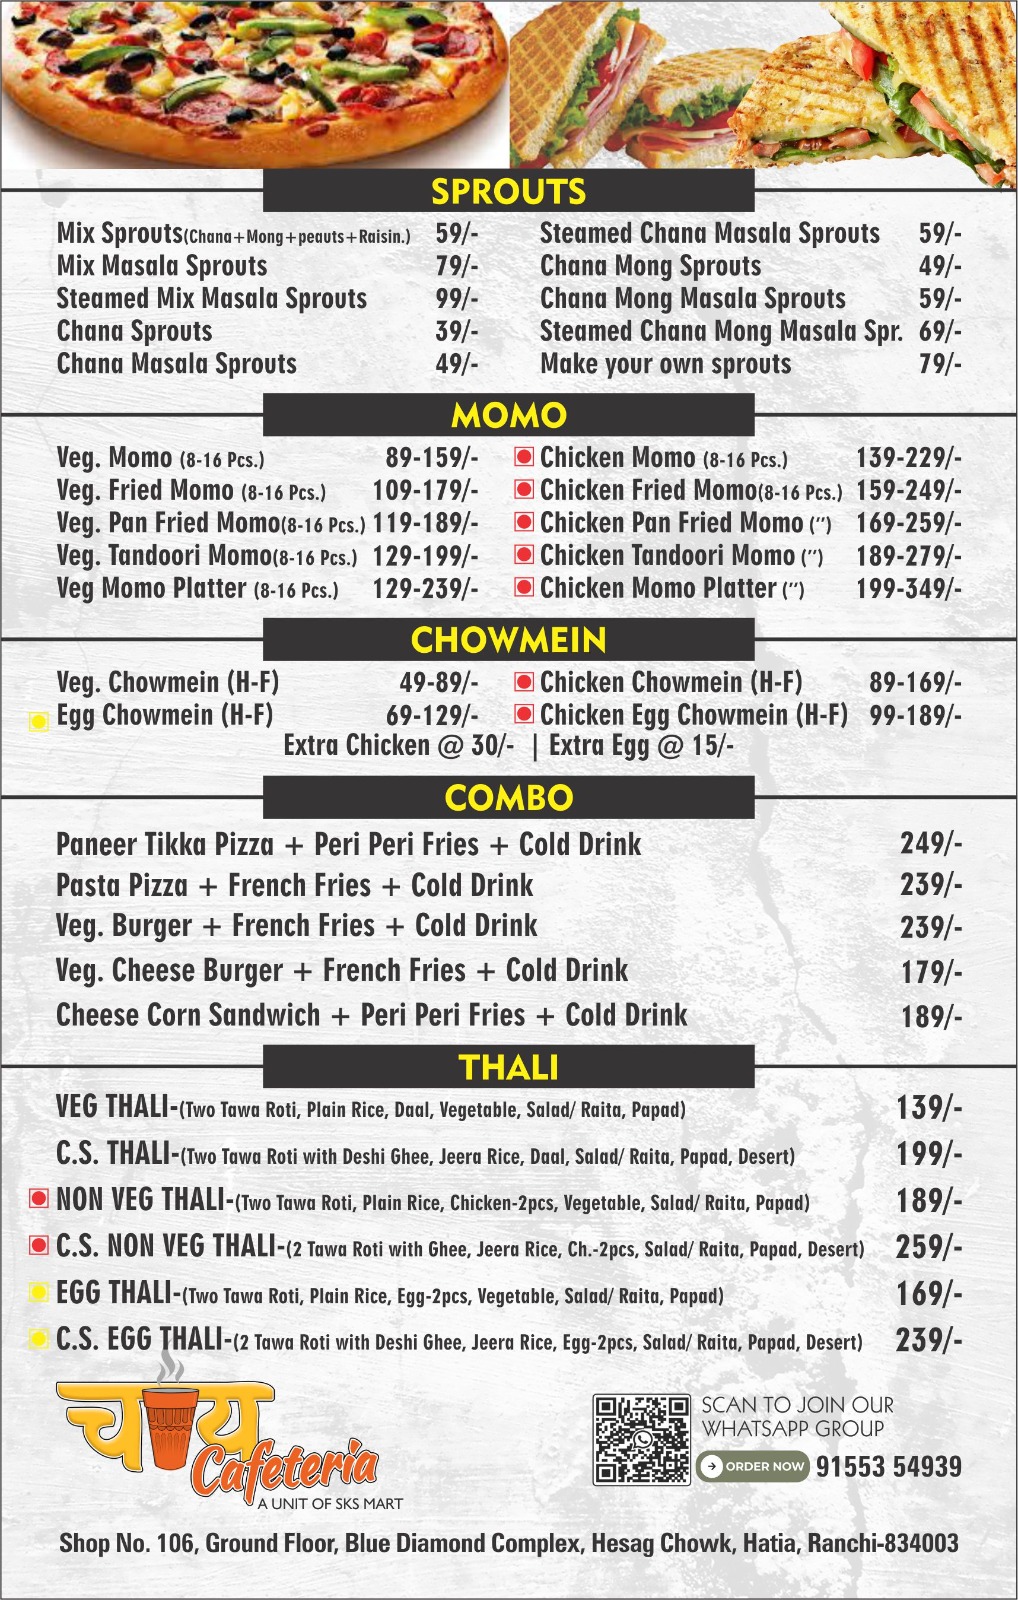 SPROUTS
Mix Sprouts(Chana+Mong+peauts+Raisin.) 59/-
Mix Masala Sprouts 79/-
Steamed Mix Masala Sprouts 99/-
Chana Sprouts 39/-
Chana Masala Sprouts 49/-
Steamed Chana Masala Sprouts 59/-
Chana Mong Sprouts 49/-
Chana Mong Masala Sprouts 59/-
Steamed Chana Mong Masala Spr. 69/-
Make your own sprouts 79/-
MOMO
Veg. Momo (8-16 Pcs.) 89-159/-
Veg. Fried Momo (8-16 Pcs.) 109-179/-
Veg. Pan Fried Momo(8-16 Pcs.) 119-189/-
Veg. Tandoori Momo(8-16 Pcs.) 129-199/-
Veg Momo Platter (8-16 Pcs.) 129-239/-
Chicken Momo (8-16 Pcs.) 139-229/-
Chicken Fried Momo(8-16 Pcs.) 159-249/-
Chicken Pan Fried Momo (’’) 169-259/-
Chicken Tandoori Momo (’’) 189-279/-
Chicken Momo Platter (’’) 199-349/-
CHOWMEIN
Veg. Chowmein (H-F) 49-89/-
Egg Chowmein (H-F) 69-129/-
Chicken Chowmein (H-F) 89-169/-
Chicken Egg Chowmein (H-F) 99-189/-
Extra Chicken @ 30/- | Extra Egg @ 15/-
COMBO
Paneer Tikka Pizza + Peri Peri Fries + Cold Drink 249/-
Pasta Pizza + French Fries + Cold Drink 239/-
Veg. Burger + French Fries + Cold Drink 239/-
Veg. Cheese Burger + French Fries + Cold Drink 179/-
Cheese Corn Sandwich + Peri Peri Fries + Cold Drink 189/-
THALI
VEG THALI-(Two Tawa Roti, Plain Rice, Daal, Vegetable, Salad/ Raita, Papad) 139/-
C.S. THALI-(Two Tawa Roti with Deshi Ghee, Jeera Rice, Daal, Salad/ Raita, Papad, Desert) 199/-
NON VEG THALI-(Two Tawa Roti, Plain Rice, Chicken-2pcs, Vegetable, Salad/ Raita, Papad) 189/-
C.S. NON VEG THALI-(2 Tawa Roti with Ghee, Jeera Rice, Ch.-2pcs, Salad/ Raita, Papad, Desert) 259/-
EGG THALI-(Two Tawa Roti, Plain Rice, Egg-2pcs, Vegetable, Salad/ Raita, Papad) 169/-
C.S. EGG THALI-(2 Tawa Roti with Deshi Ghee, Jeera Rice, Egg-2pcs, Salad/ Raita, Papad, Desert) 239/-
चाय
Cafeteria
A UNIT OF SKS MART
SCAN TO JOIN OUR
WHATSAPP GROUP
ORDER NOW 91553 54939
Shop No. 106, Ground Floor, Blue Diamond Complex, Hesag Chowk, Hatia, Ranchi-834003